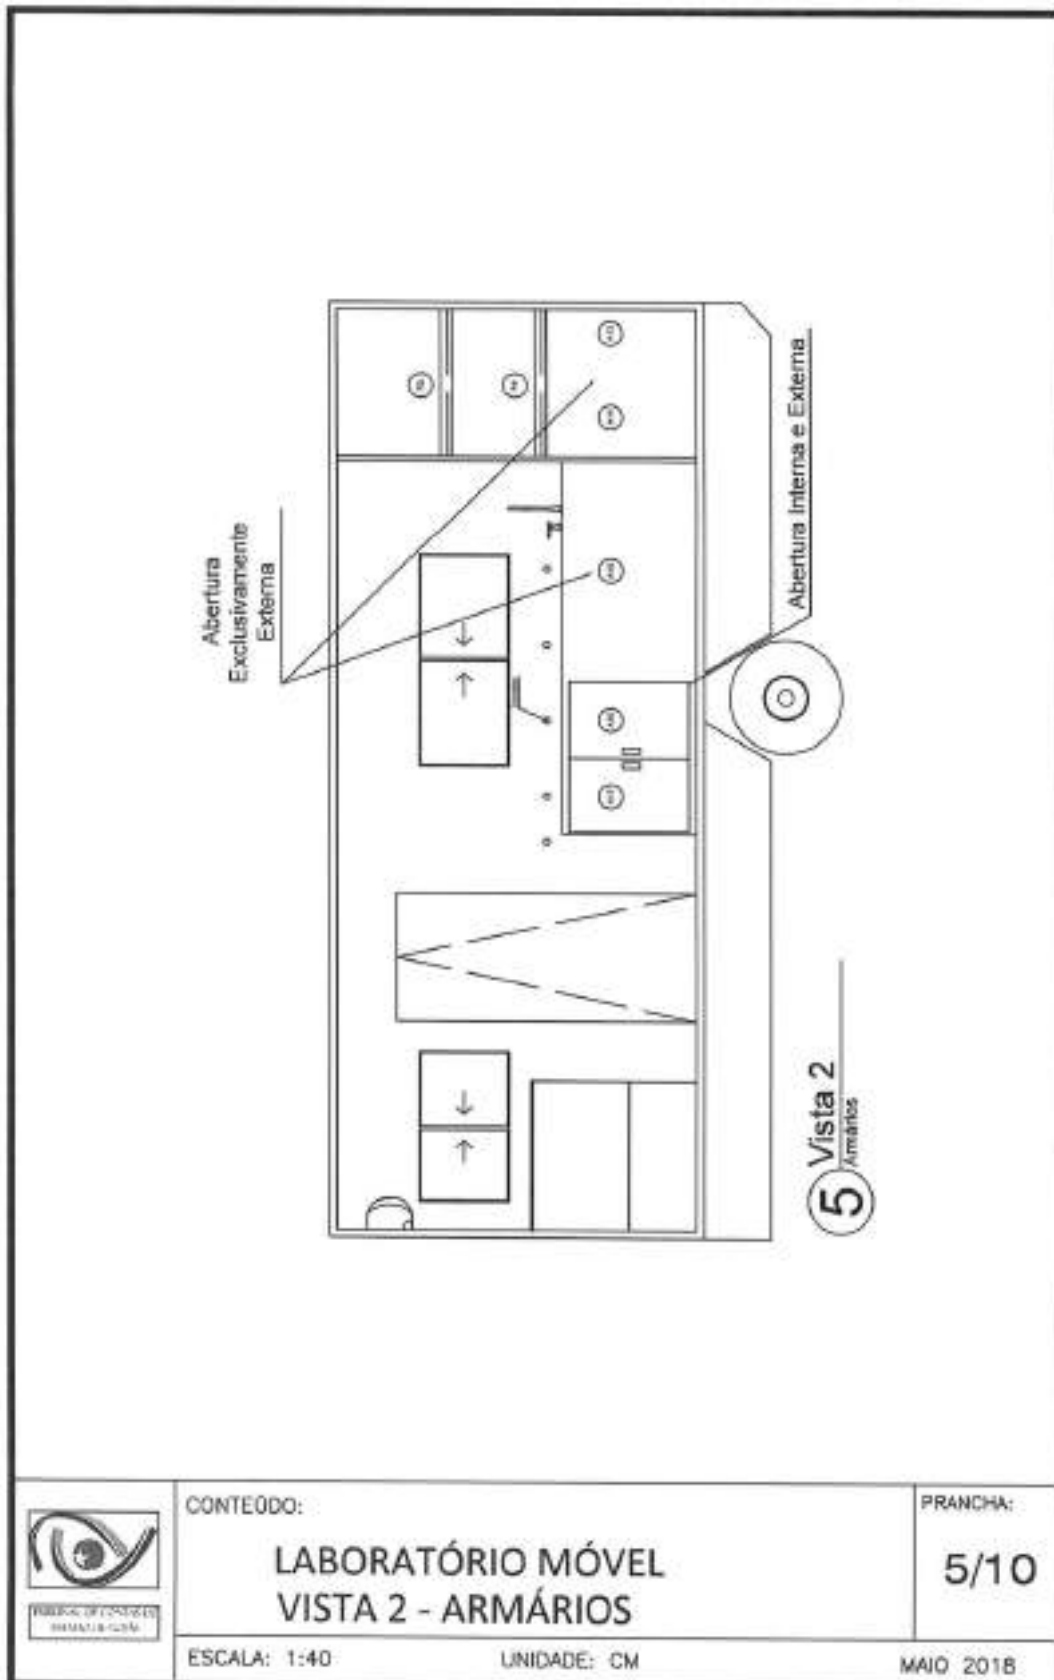 Abertura
Exclusivamente
Externa
Abertura Interna e Externa
5
Vista 2
Armários
CONTEÚDO:
LABORATÓRIO MÓVEL
VISTA 2 - ARMÁRIOS
PRANCHA:
5/10
ESCALA: 1:40
UNIDADE: CM
MAIO 2018